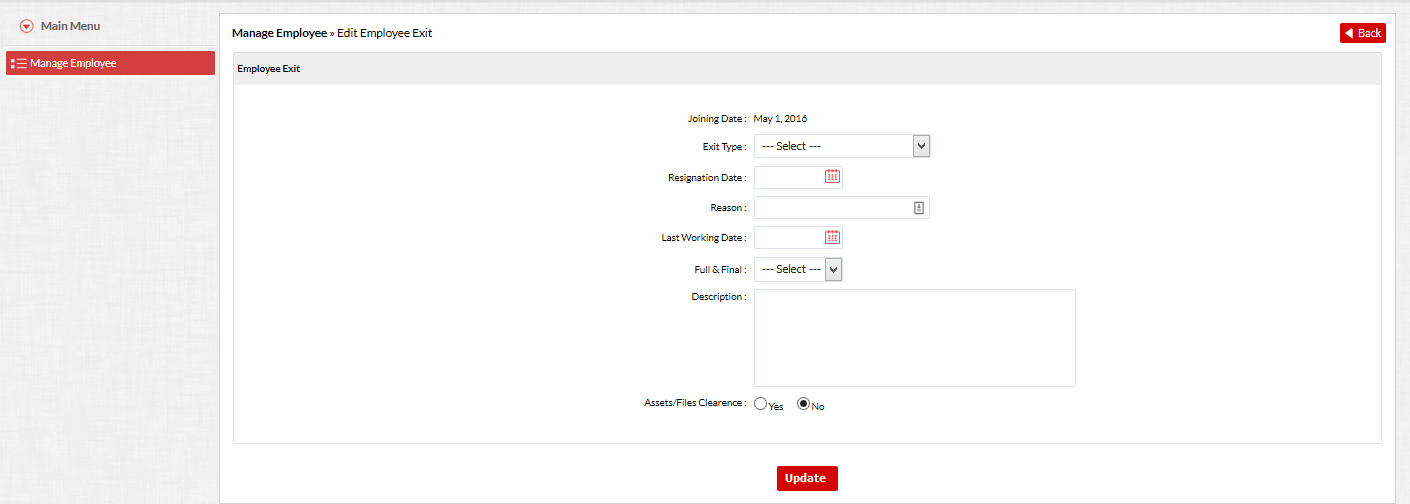 Main Menu
Manage Employee
Manage Employee » Edit Employee Exit
Back
Employee Exit
Joining Date : May 1, 2016
Exit Type : --- Select ---
Resignation Date :
Reason :
Last Working Date :
Full & Final : --- Select ---
Description :
Assets/Files Clearence : Yes No
Update